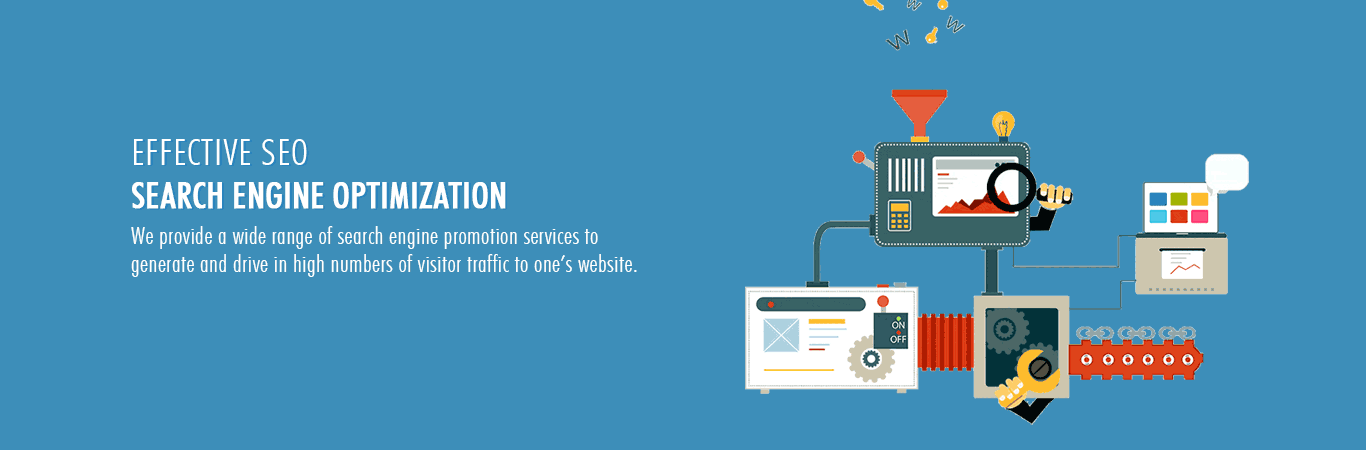 W
W
W
EFFECTIVE SEO
SEARCH ENGINE OPTIMIZATION
We provide a wide range of search engine promotion services to
generate and drive in high numbers of visitor traffic to one's website.
ON
OFF